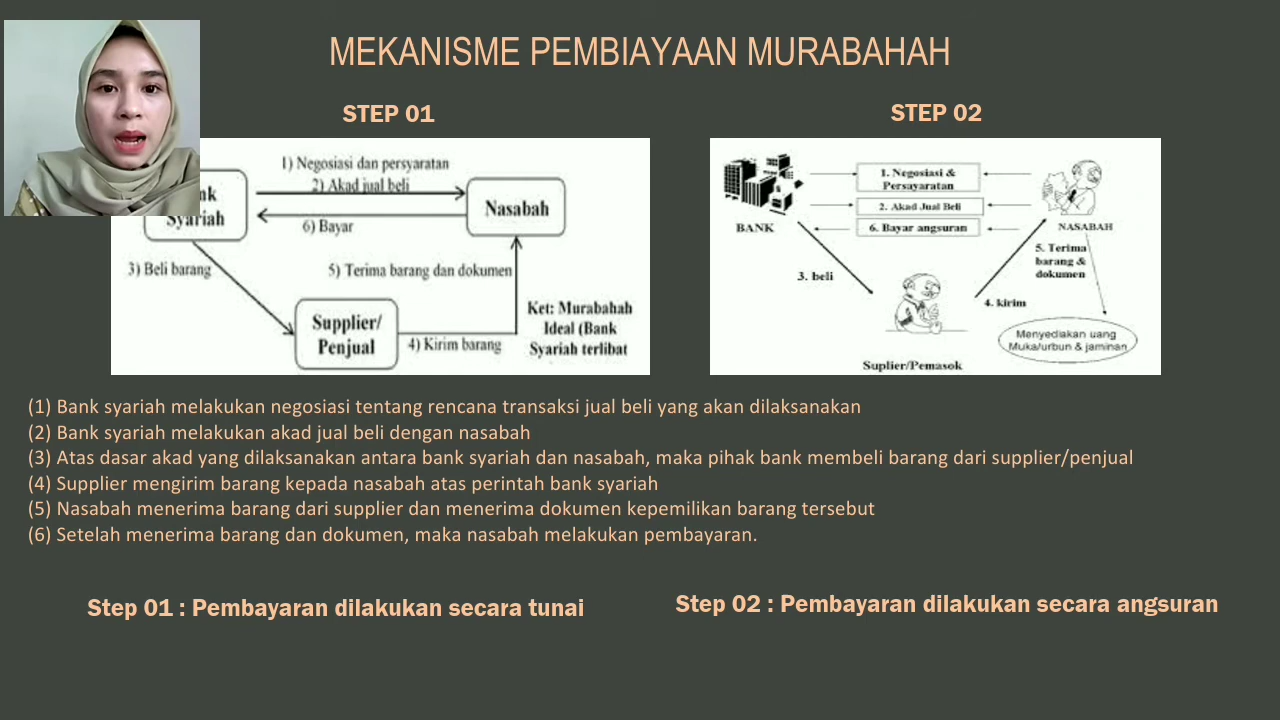 MEKANISME PEMBIAYAAN MURABAHAH
STEP 01
1) Negosiasi dan persyaratan
2) Akad jual beli
nk
Syariah
Nasabah
6) Bayar
3) Beli barang
5) Terima barang dan dokumen
Supplier/
Penjual
4) Kirim barang
Ket: Murabahah
Ideal (Bank
Syariah terlibat
STEP 02
1. Negosiasi &
Persayaratan
2. Akad Jual Beli
6. Bayar angsuran
BANK
NASABAH
5. Terima
barang &
dokumen
3. beli
4. kirim
Menyediakan uang
Muka/urbun & jaminan
Suplier/Pemasok
(1) Bank syariah melakukan negosiasi tentang rencana transaksi jual beli yang akan dilaksanakan
(2) Bank syariah melakukan akad jual beli dengan nasabah
(3) Atas dasar akad yang dilaksanakan antara bank syariah dan nasabah, maka pihak bank membeli barang dari supplier/penjual
(4) Supplier mengirim barang kepada nasabah atas perintah bank syariah
(5) Nasabah menerima barang dari supplier dan menerima dokumen kepemilikan barang tersebut
(6) Setelah menerima barang dan dokumen, maka nasabah melakukan pembayaran.
Step 01 : Pembayaran dilakukan secara tunai
Step 02 : Pembayaran dilakukan secara angsuran